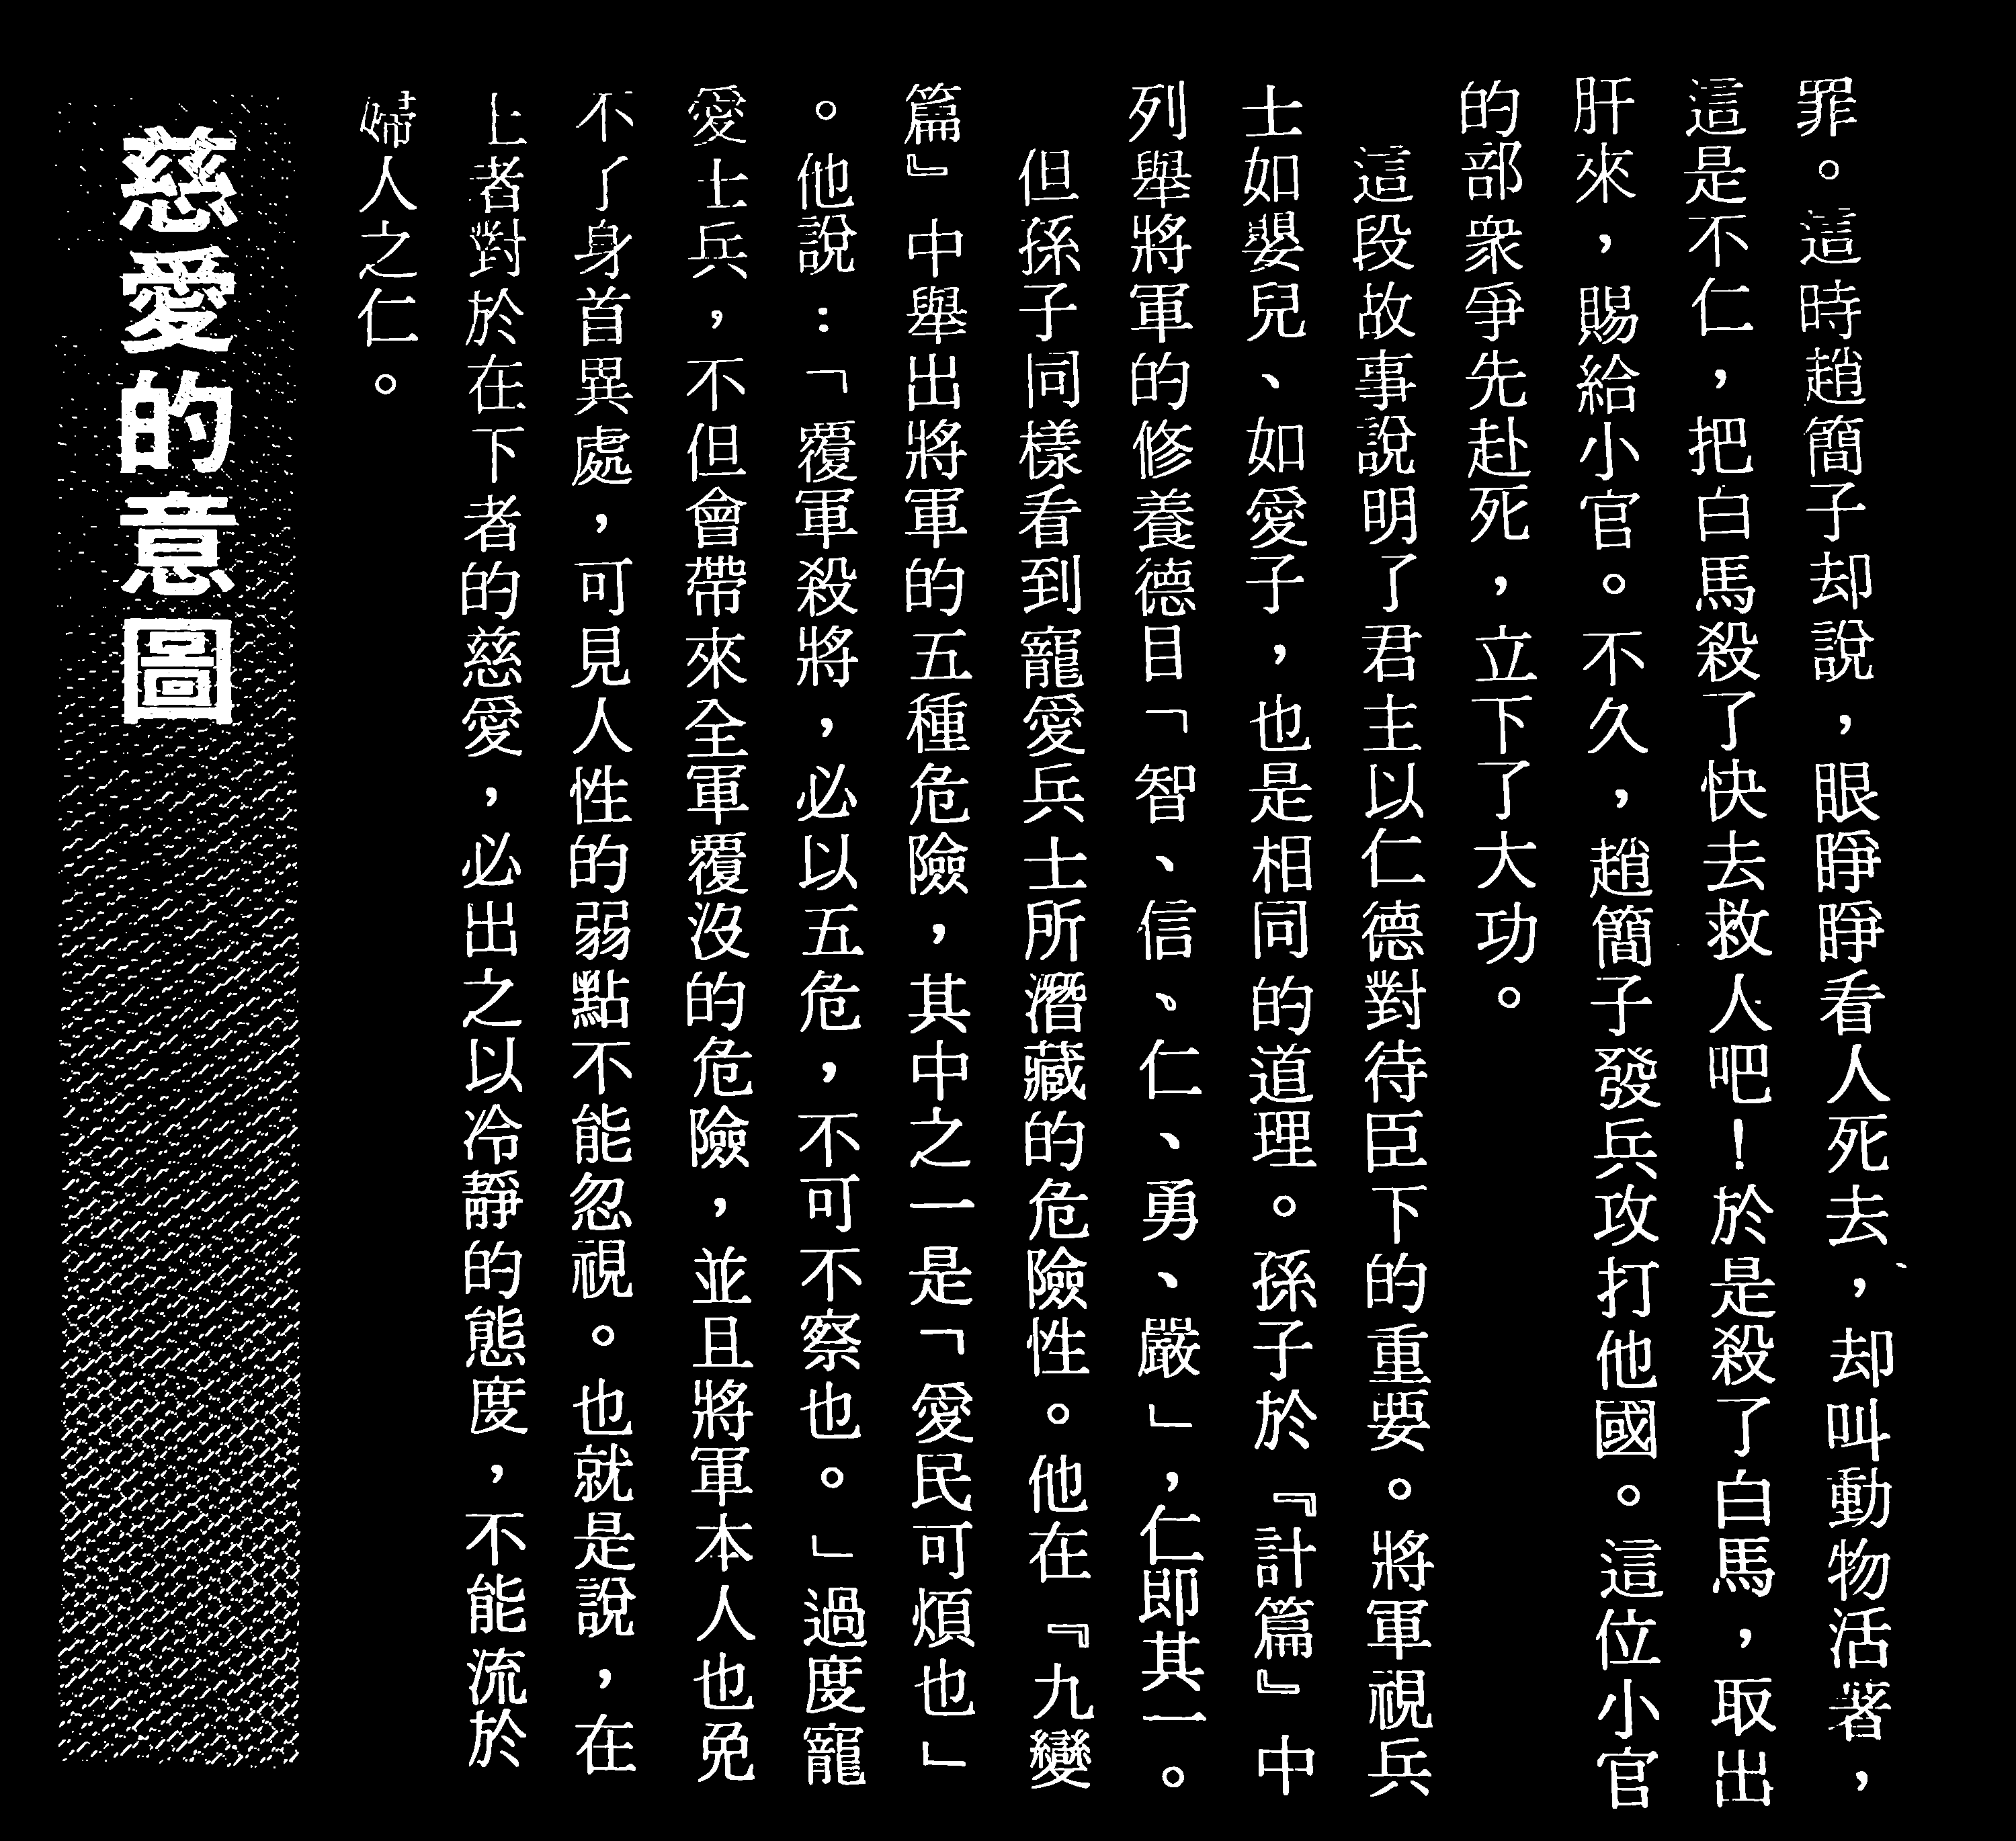 罪。這時趙簡子却說，眼睜睜看人死去，却叫動物活著，
這是不仁，把白馬殺了快去救人吧！於是殺了白馬，取出
肝來，賜給小官。不久，趙簡子發兵攻打他國。這位小官
的部衆爭先赴死，立下了大功。
這段故事說明了君主以仁德對待臣下的重要。將軍視兵
士如嬰兒、如愛子，也是相同的道理。孫子於『計篇』中
列舉將軍的修養德目「智、信、仁、勇、嚴」，仁即其一。
但孫子同樣看到寵愛兵士所潛藏的危險性。他在『九變
篇』中舉出將軍的五種危險，其中之一是「愛民可煩也」
。他說：「覆軍殺將，必以五危，不可不察也。」過度寵
愛士兵，不但會帶來全軍覆沒的危險，並且將軍本人也免
不了身首異處，可見人性的弱點不能忽視。也就是說，在
上者對於在下者的慈愛，必出之以冷靜的態度，不能流於
婦人之仁。
慈愛的意圖